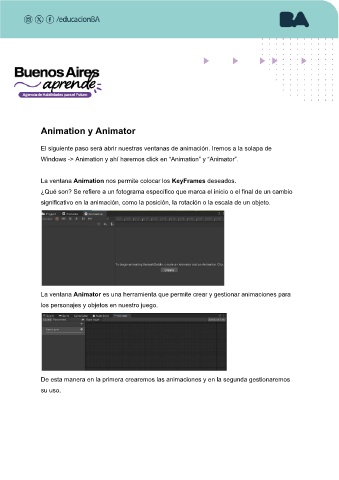 /educacionBA
BA
Buenos Aires
aprende
Agencia de Habilidades para el Futuro
Animation y Animator
El siguiente paso será abrir nuestras ventanas de animación. Iremos a la solapa de
Windows -> Animation y ahí haremos click en “Animation” y “Animator”.
La ventana Animation nos permite colocar los KeyFrames deseados.
¿Qué son? Se refiere a un fotograma específico que marca el inicio o el final de un cambio
significativo en la animación, como la posición, la rotación o la escala de un objeto.
La ventana Animator es una herramienta que permite crear y gestionar animaciones para
los personajes y objetos en nuestro juego.
De esta manera en la primera crearemos las animaciones y en la segunda gestionaremos
su uso.